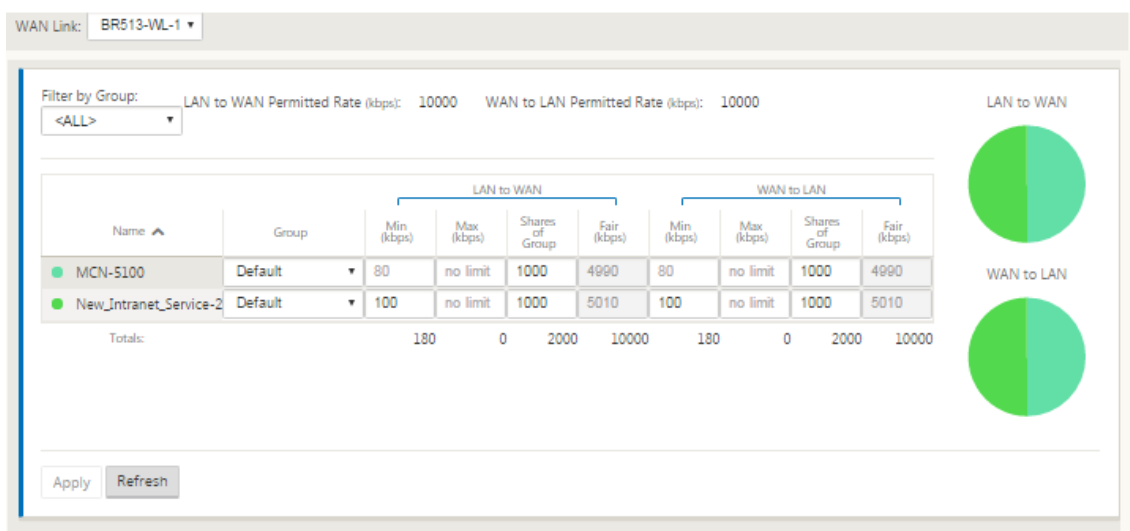 WAN Link: BR513-WL-1
Filter by Group:
<ALL>
LAN to WAN Permitted Rate (kbps): 10000 WAN to LAN Permitted Rate (kbps): 10000
LAN to WAN
LAN to WAN WAN to LAN
Name Group Min (kbps) Max (kbps) Shares of Group Fair (kbps) Min (kbps) Max (kbps) Shares of Group Fair (kbps)
MCN-5100 Default 80 no limit 1000 4990 80 no limit 1000 4990
WAN to LAN
New_Intranet_Service-2 Default 100 no limit 1000 5010 100 no limit 1000 5010
Totals: 180 0 2000 10000 180 0 2000 10000
Apply Refresh